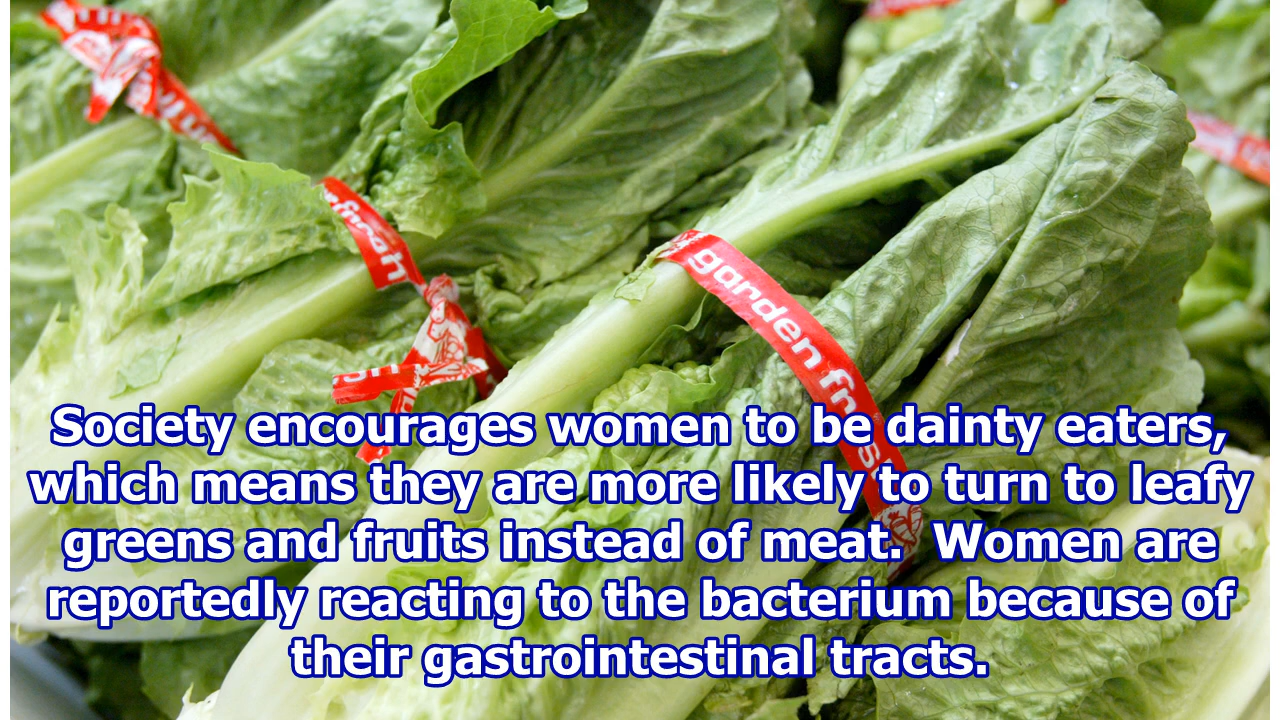 garden fr
Society encourages women to be dainty eaters,
which means they are more likely to turn to leafy
greens and fruits instead of meat.  Women are
reportedly reacting to the bacterium because of
their gastrointestinal tracts.